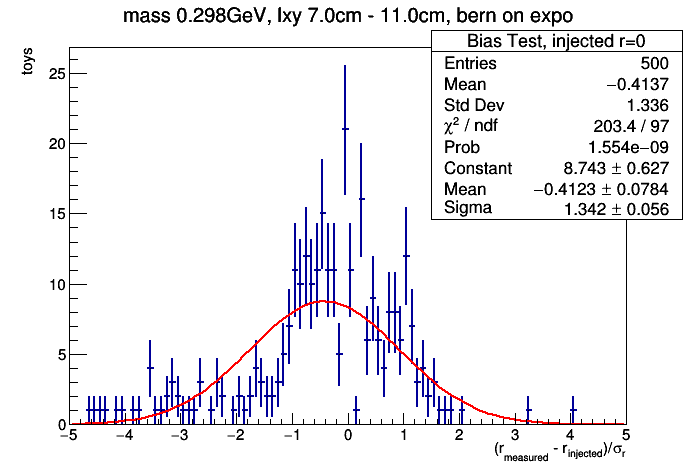 mass 0.298GeV, lxy 7.0cm - 11.0cm, bern on expo
Bias Test, injected r=0
Entries 500
Mean −0.4137
Std Dev 1.336
χ² / ndf 203.4 / 97
Prob 1.554e−09
Constant 8.743 ± 0.627
Mean −0.4123 ± 0.0784
Sigma 1.342 ± 0.056
toys
25
20
15
10
5
0
−5 −4 −3 −2 −1 0 1 2 3 4 5
(r_measured - r_injected)/σ_r